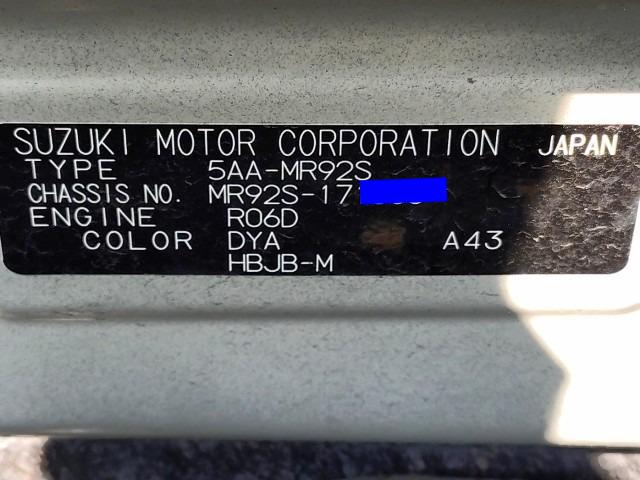 SUZUKI MOTOR CORPORATION JAPAN
TYPE 5AA-MR92S
CHASSIS NO. MR92S-17
ENGINE R06D
COLOR DYA A43
HBJB-M